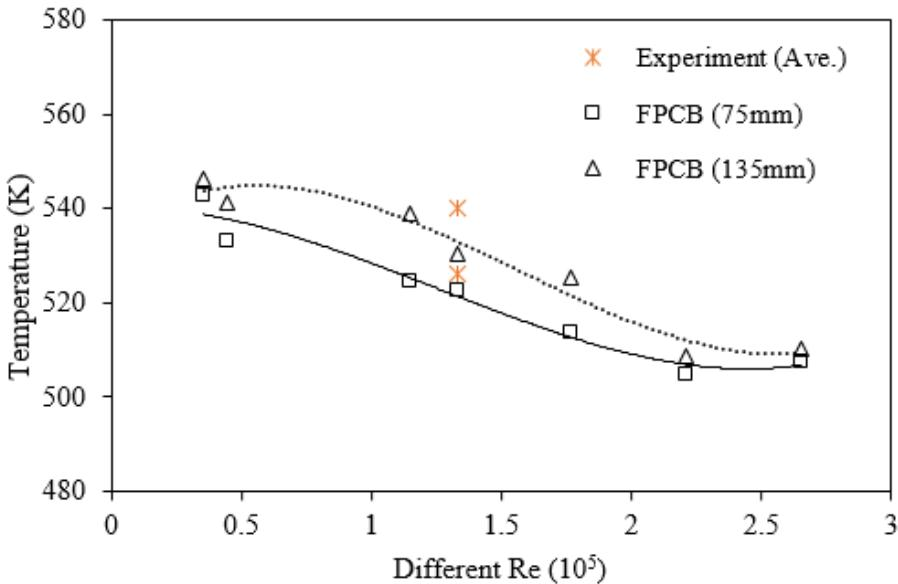 580
560
540
520
500
480
0
0.5
1
1.5
2
2.5
3
Temperature (K)
Different Re (10⁵)
Experiment (Ave.)
FPCB (75mm)
FPCB (135mm)